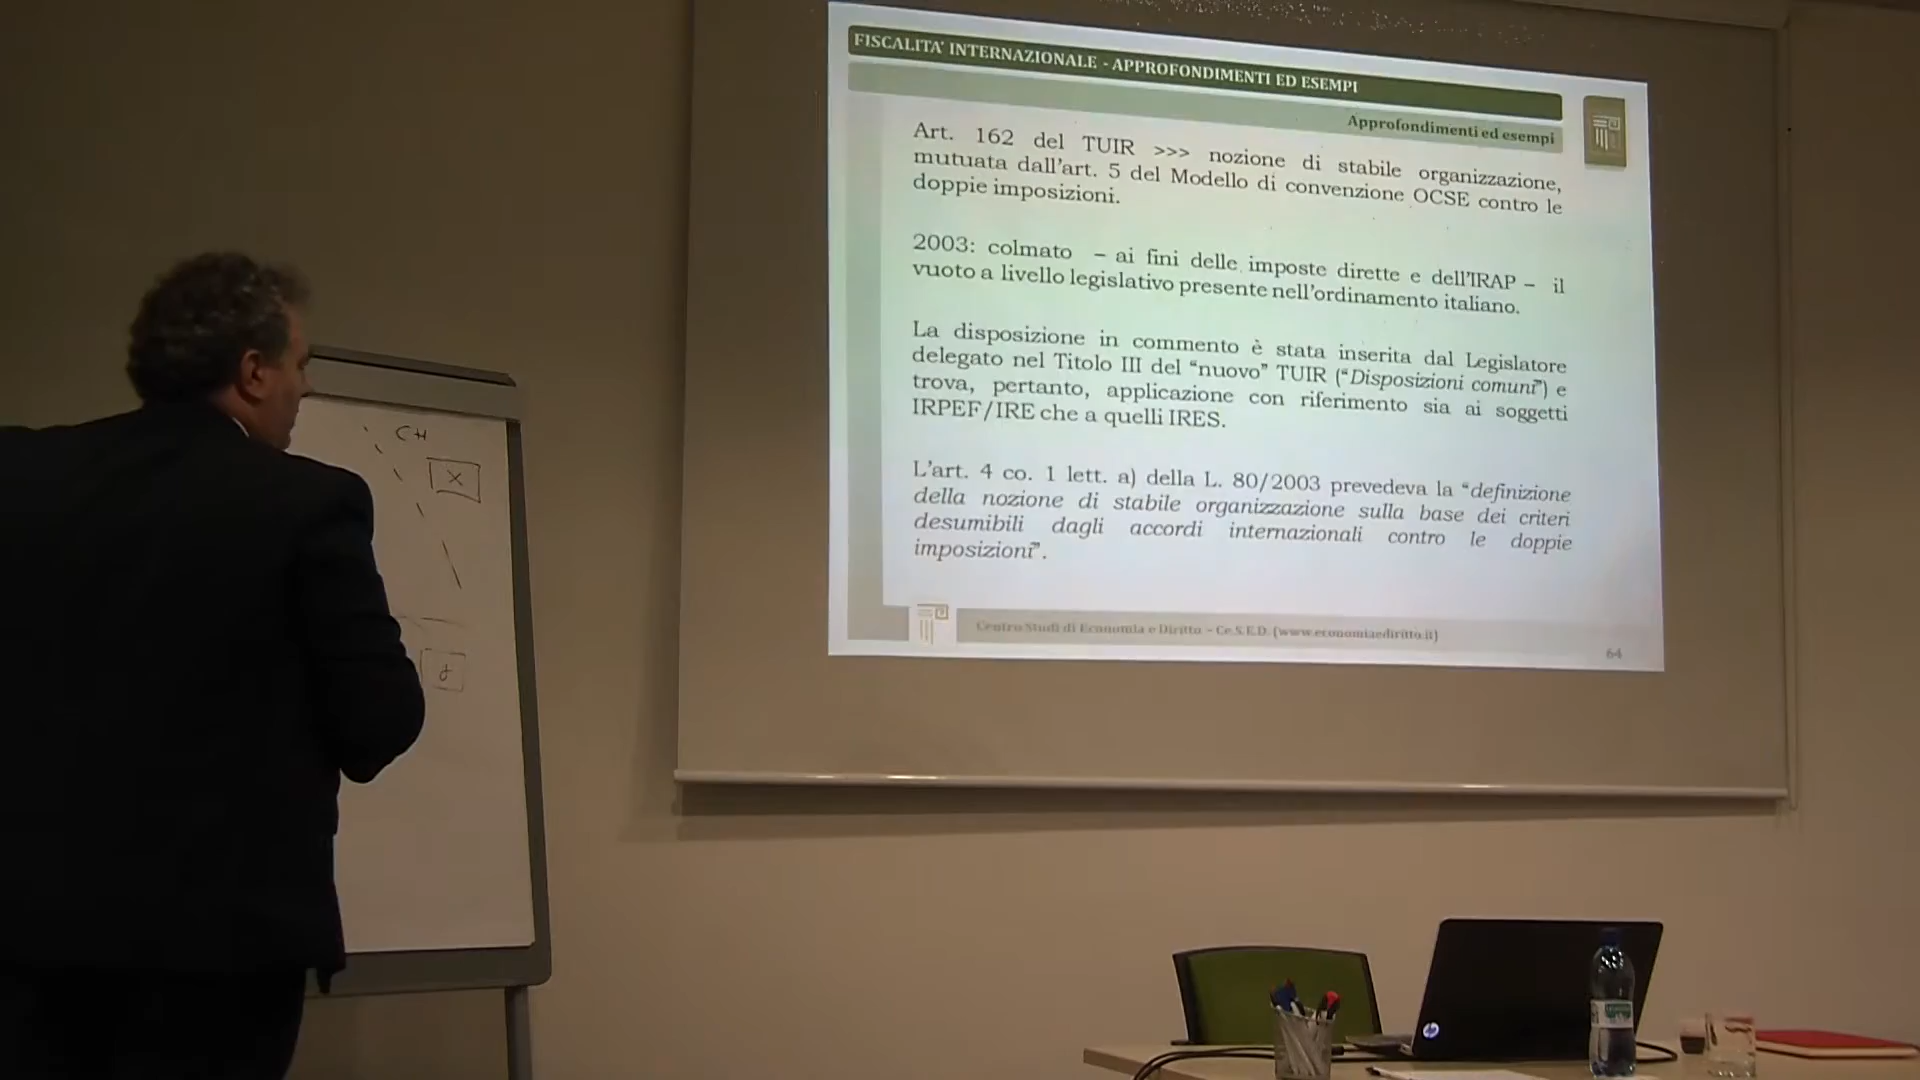 FISCALITA' INTERNAZIONALE - APPROFONDIMENTI ED ESEMPI
Approfondimenti ed esempi
Art. 162 del TUIR >>> nozione di stabile organizzazione,
mutuata dall'art. 5 del Modello di convenzione OCSE contro le
doppie imposizioni.
2003: colmato – ai fini delle imposte dirette e dell'IRAP – il
vuoto a livello legislativo presente nell'ordinamento italiano.
La disposizione in commento è stata inserita dal Legislatore
delegato nel Titolo III del “nuovo” TUIR (“Disposizioni comuni”) e
trova, pertanto, applicazione con riferimento sia ai soggetti
IRPEF/IRE che a quelli IRES.
L'art. 4 co. 1 lett. a) della L. 80/2003 prevedeva la “definizione
della nozione di stabile organizzazione sulla base dei criteri
desumibili dagli accordi internazionali contro le doppie
imposizioni”.
Centro Studi di Economia e Diritto – Ce.S.E.D. (www.economiaediritto.it)
64
CH
X
hp